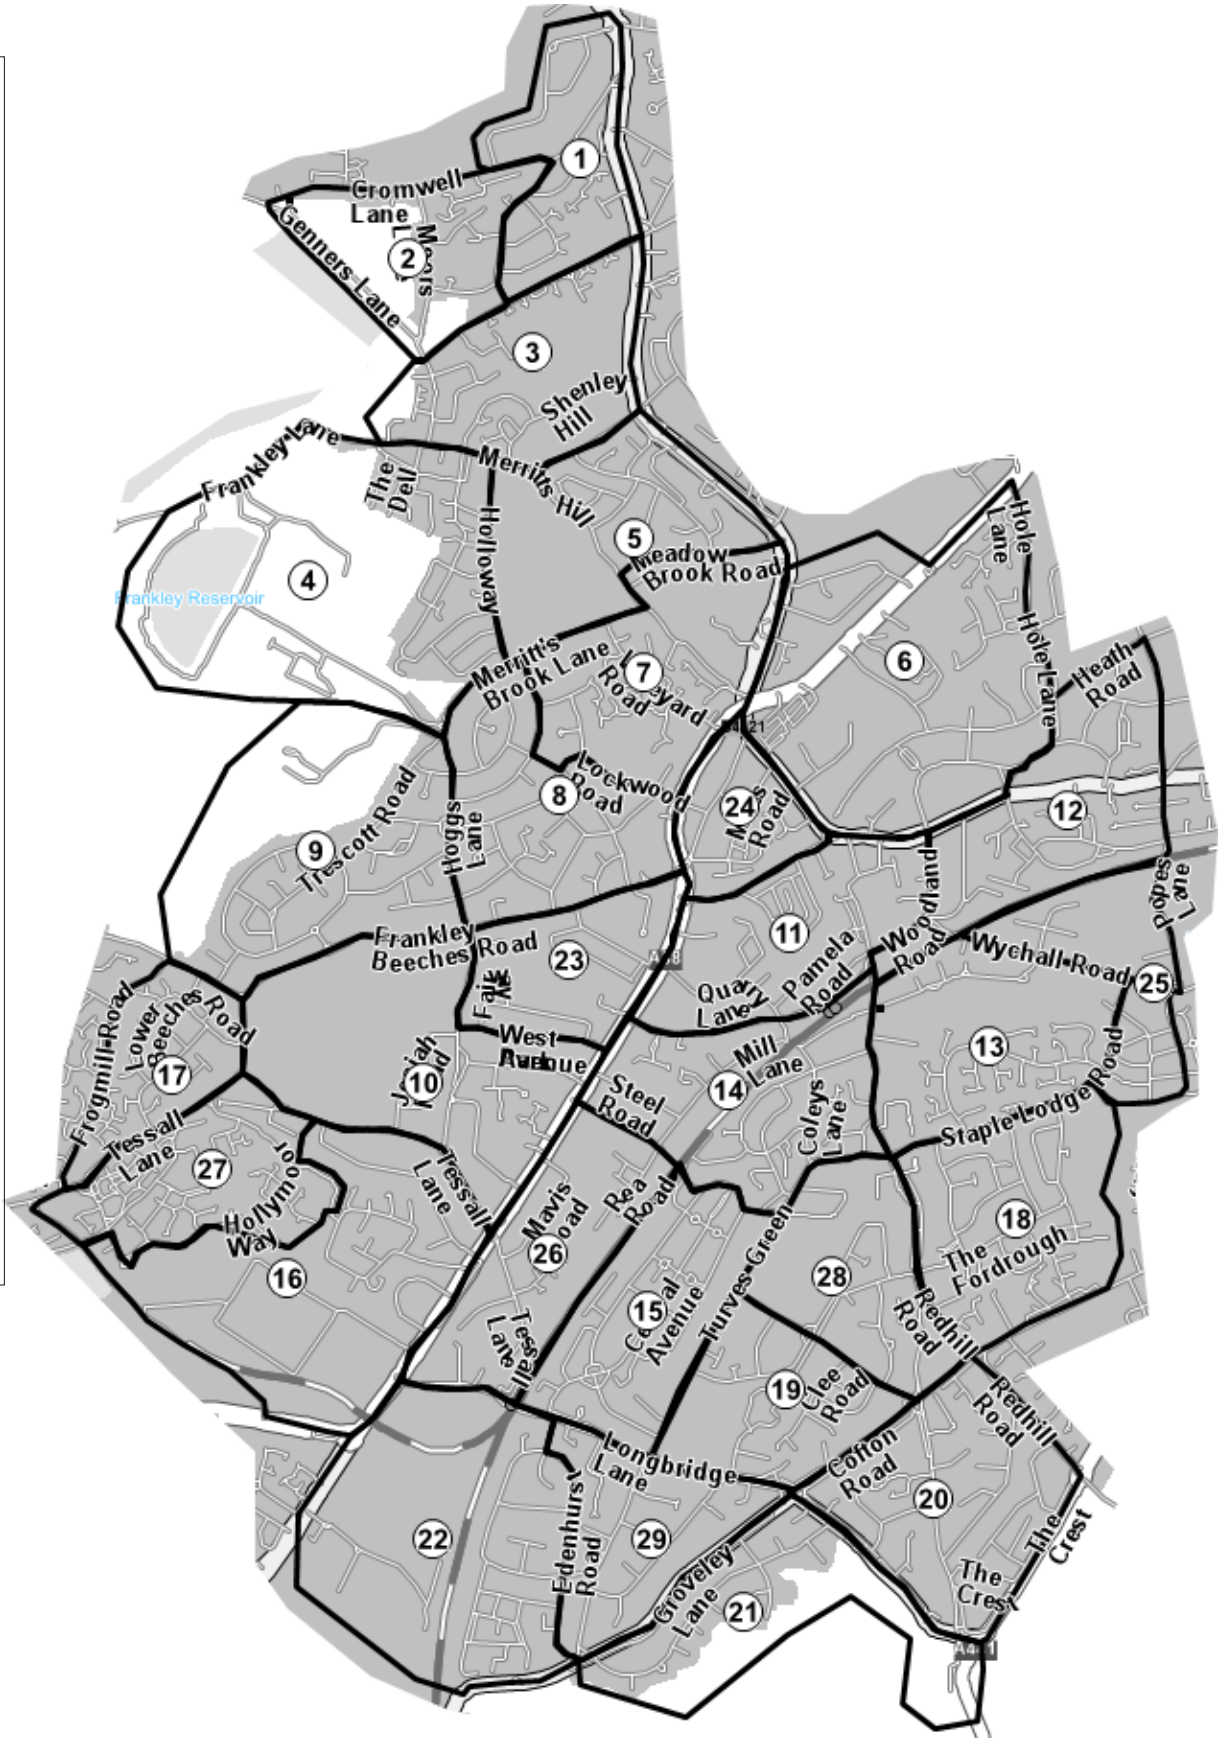 1
Cromwell
Lane
Genners Lane
2
3
Shenley
Hill
Frankley Lane
The
Dell
Merritts Hill
Holloway
5
Meadow
Brook Road
Hole
Lane
4
Frankley Reservoir
Hole Lane
6
Heath
Road
Merritts
Brook Lane
7
Road
Lockwood
Road
8
24
Road
12
Hoggs
Lane
9
Trescott Road
Popes
Lane
Woodland
Road
11
Frankley
Beeches Road
23
Pamela
Road
Wychall Road
25
Quarry
Lane
Frogmill Road
Lower
Beeches Road
West
17
10
Mill
Lane
13
14
Steel
Road
Coleys
Lane
Staple Lodge Road
Tessall
Lane
27
Hollymoor
Way
Tessall
Lane
Mavis
Road
Rea
Road
26
16
18
The
Fordrough
28
15
Avenue
Turves Green
Redhill
Road
Tessall
Lane
19
Clee
Road
Redhill
Road
Longbridge
Lane
Cofton
Road
20
22
29
Edenhurst
Road
Groveley
Lane
21
The
Crest
The
Crest